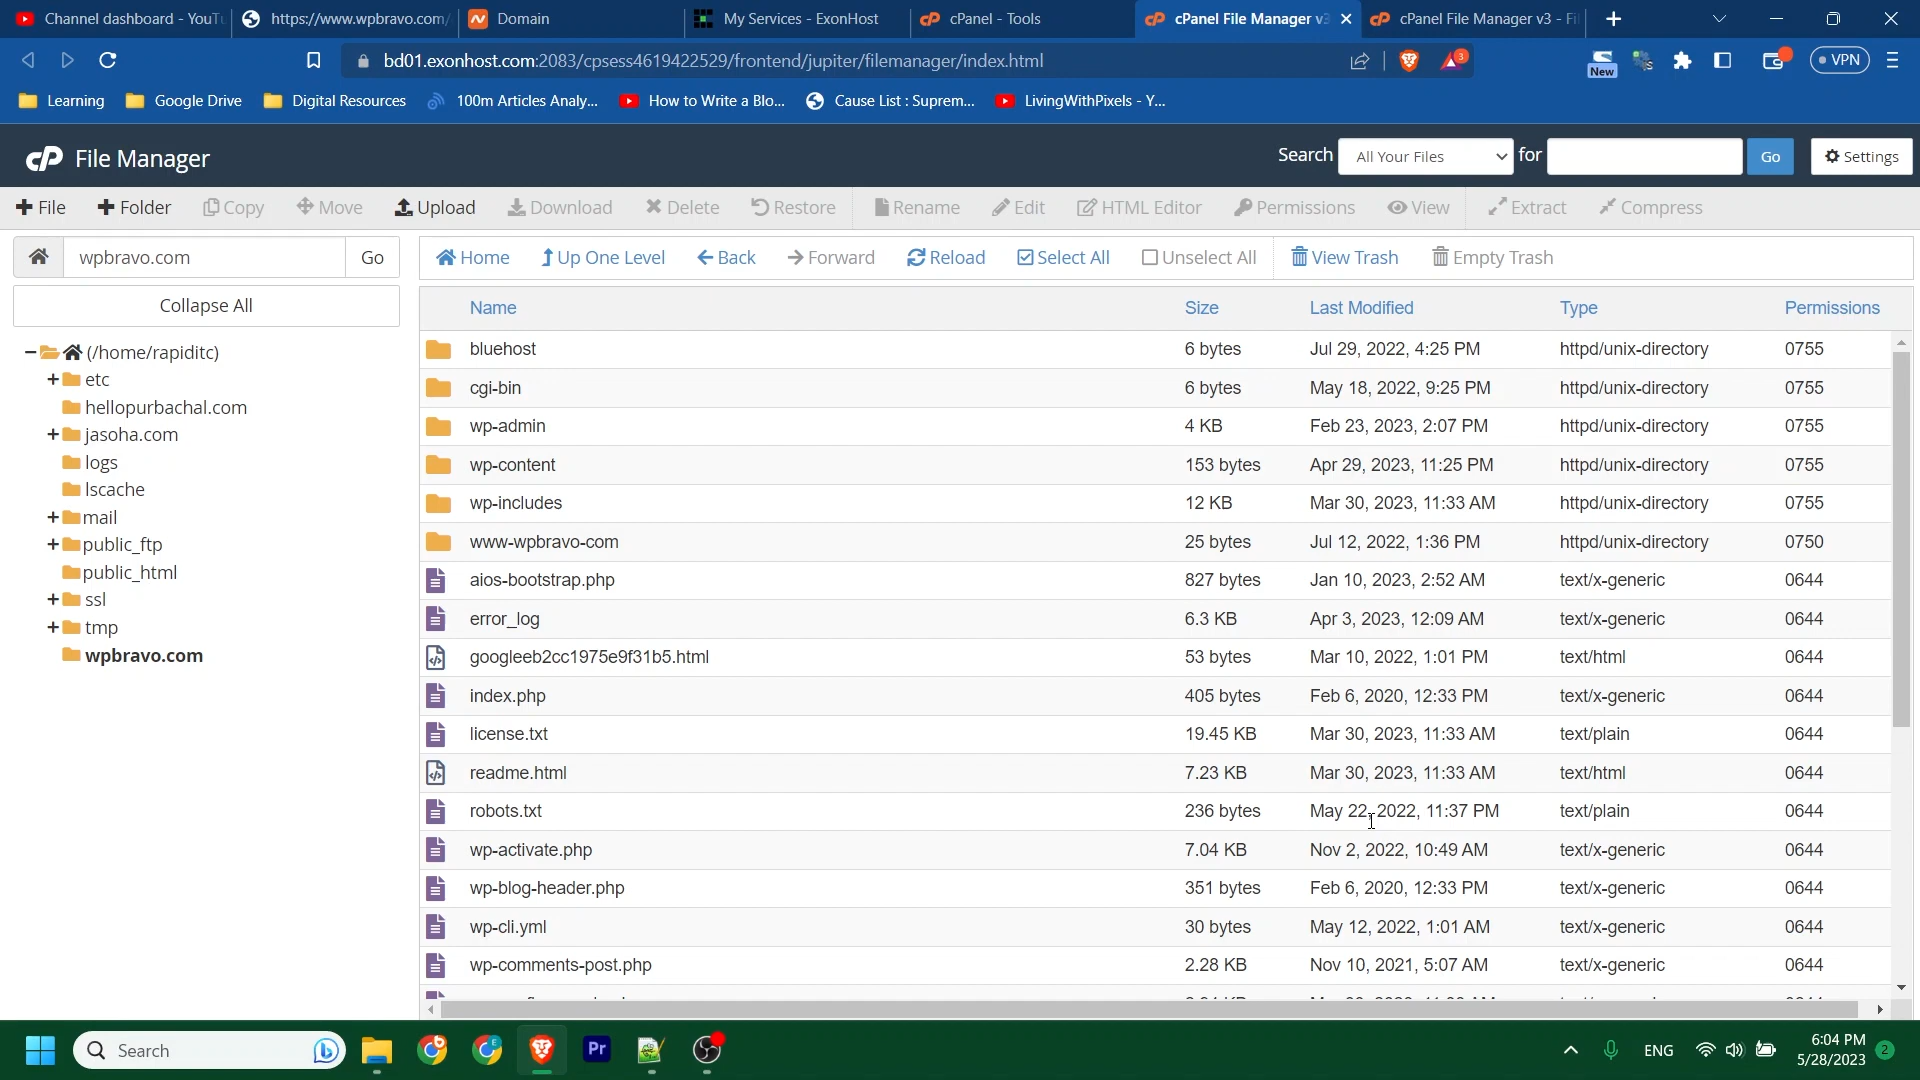 Channel dashboard - YouTu
https://www.wpbravo.com/
Domain
My Services - ExonHost
cPanel - Tools
cPanel File Manager v3
cPanel File Manager v3 - Fi
bd01.exonhost.com:2083/cpsess4619422529/frontend/jupiter/filemanager/index.html
3
New
VPN
Learning
Google Drive
Digital Resources
100m Articles Analy...
How to Write a Blo...
Cause List : Suprem...
LivingWithPixels - Y...
cP File Manager
Search All Your Files for Go Settings
File Folder Copy Move Upload Download Delete Restore Rename Edit HTML Editor Permissions View Extract Compress
wpbravo.com Go
Home Up One Level Back Forward Reload Select All Unselect All View Trash Empty Trash
Collapse All
(/home/rapiditc)
etc
hellopurbachal.com
jasoha.com
logs
lscache
mail
public_ftp
public_html
ssl
tmp
wpbravo.com
Name Size Last Modified Type Permissions
bluehost 6 bytes Jul 29, 2022, 4:25 PM httpd/unix-directory 0755
cgi-bin 6 bytes May 18, 2022, 9:25 PM httpd/unix-directory 0755
wp-admin 4 KB Feb 23, 2023, 2:07 PM httpd/unix-directory 0755
wp-content 153 bytes Apr 29, 2023, 11:25 PM httpd/unix-directory 0755
wp-includes 12 KB Mar 30, 2023, 11:33 AM httpd/unix-directory 0755
www-wpbravo-com 25 bytes Jul 12, 2022, 1:36 PM httpd/unix-directory 0750
aios-bootstrap.php 827 bytes Jan 10, 2023, 2:52 AM text/x-generic 0644
error_log 6.3 KB Apr 3, 2023, 12:09 AM text/x-generic 0644
googleeb2cc1975e9f31b5.html 53 bytes Mar 10, 2022, 1:01 PM text/html 0644
index.php 405 bytes Feb 6, 2020, 12:33 PM text/x-generic 0644
license.txt 19.45 KB Mar 30, 2023, 11:33 AM text/plain 0644
readme.html 7.23 KB Mar 30, 2023, 11:33 AM text/html 0644
robots.txt 236 bytes May 22, 2022, 11:37 PM text/plain 0644
wp-activate.php 7.04 KB Nov 2, 2022, 10:49 AM text/x-generic 0644
wp-blog-header.php 351 bytes Feb 6, 2020, 12:33 PM text/x-generic 0644
wp-cli.yml 30 bytes May 12, 2022, 1:01 AM text/x-generic 0644
wp-comments-post.php 2.28 KB Nov 10, 2021, 5:07 AM text/x-generic 0644
Search
Pr
ENG
6:04 PM
5/28/2023
2